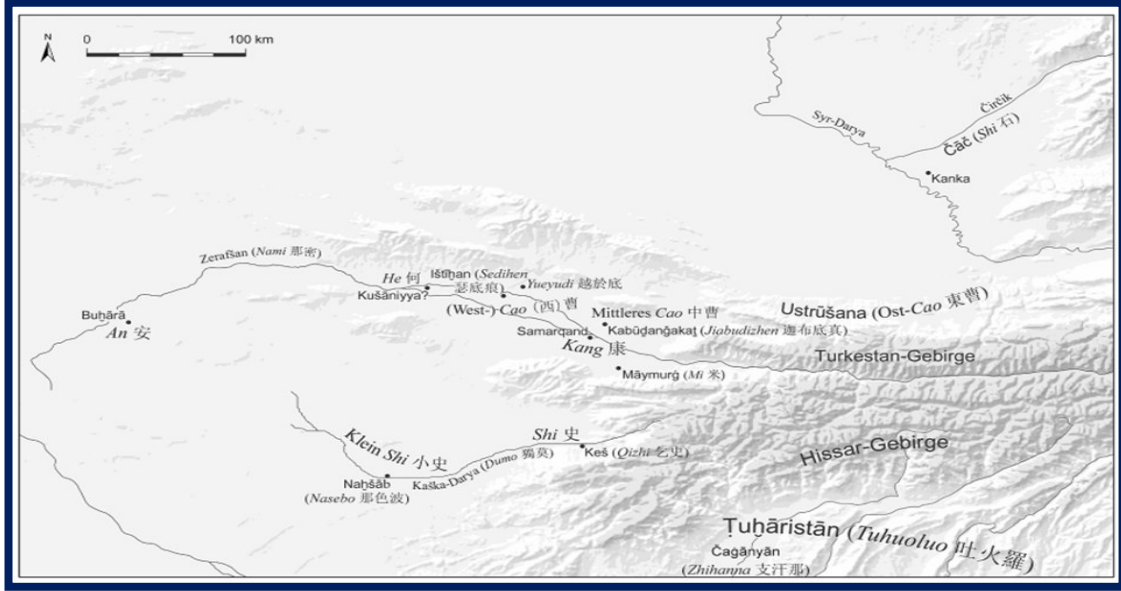 N
0 100 km
Syr-Darya
Čirčik
Čāč (Shi 石)
Kanka
Zerafšan (Nami 那密)
He 何
Kušāniyya?
Ištīḫan (Sedihen
瑟底痕)
Yueyudi 越於底
(West-) Cao (西) 曹
Buḫārā
An 安
Mittleres Cao 中曹
Samarqand
Kang 康
Kabūḏanǧakaṯ (Jiabudizhen 迦布底真)
Māymurġ (Mi 米)
Ustrūšana (Ost-Cao 東曹)
Turkestan-Gebirge
Hissar-Gebirge
Shi 史
Keš (Qizhi 乞史)
Klein Shi 小史
Kaška-Darya (Dumo 獨莫)
Naḫšāb
(Nasebo 那色波)
Ṭuḫāristān (Tuhuoluo 吐火羅)
Čaġānyān
(Zhihanna 支汗那)